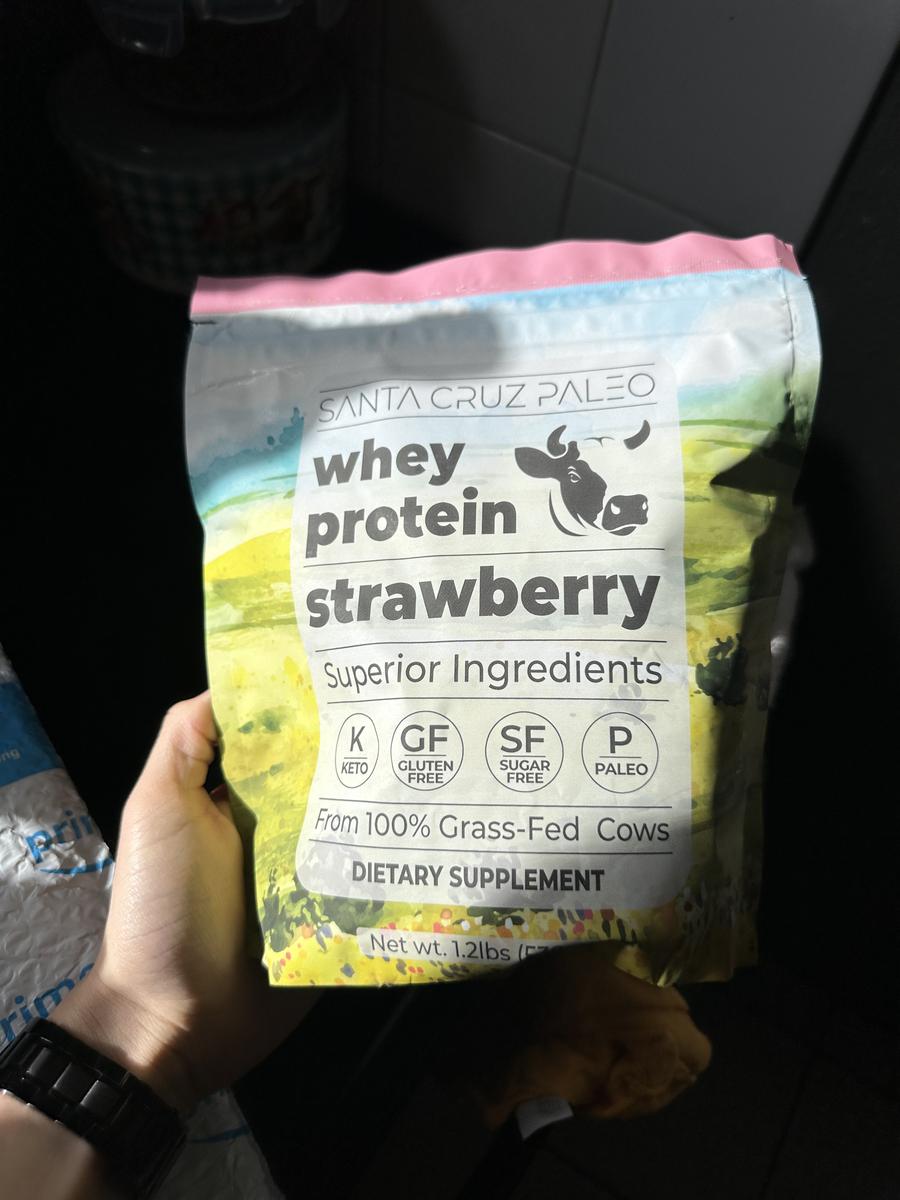 SANTA CRUZ PALEO
whey
protein
strawberry
Superior Ingredients
K
KETO
GF
GLUTEN
FREE
SF
SUGAR
FREE
P
PALEO
From 100% Grass-Fed Cows
DIETARY SUPPLEMENT
Net wt. 1.2lbs